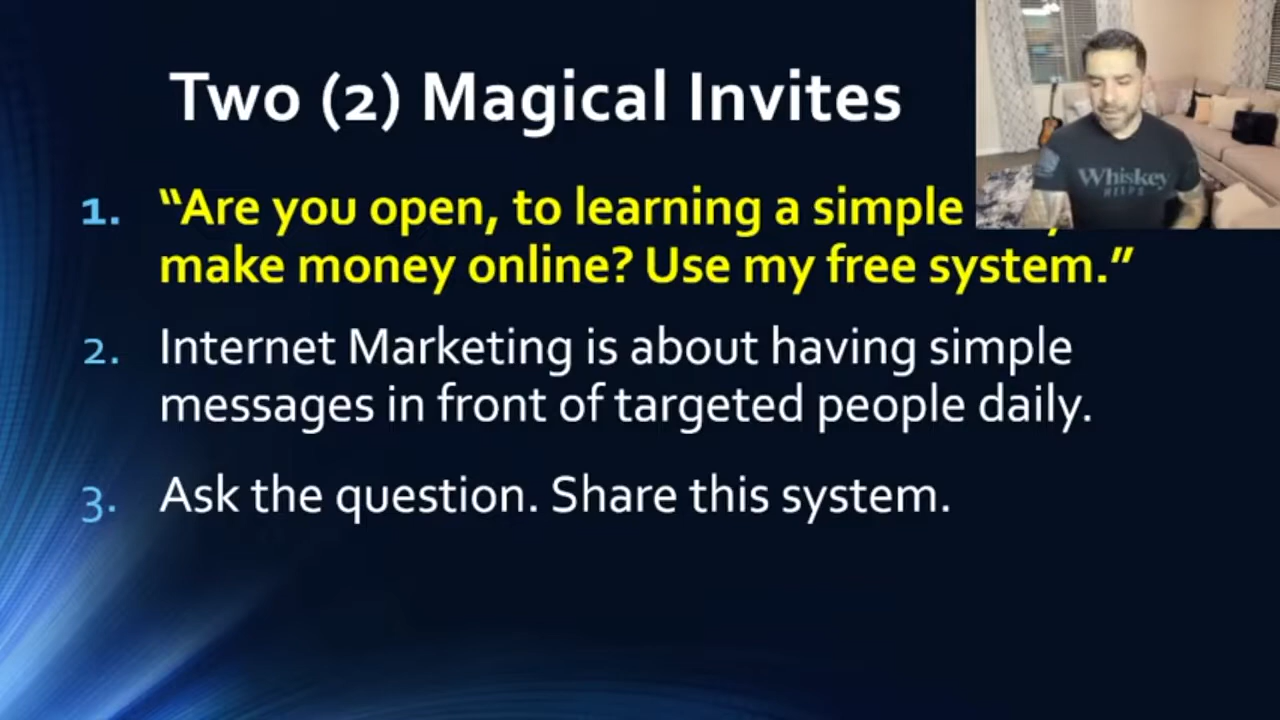 Two (2) Magical Invites
1. “Are you open, to learning a simple
make money online? Use my free system.”
2. Internet Marketing is about having simple
messages in front of targeted people daily.
3. Ask the question. Share this system.
Whiskey
HELPS